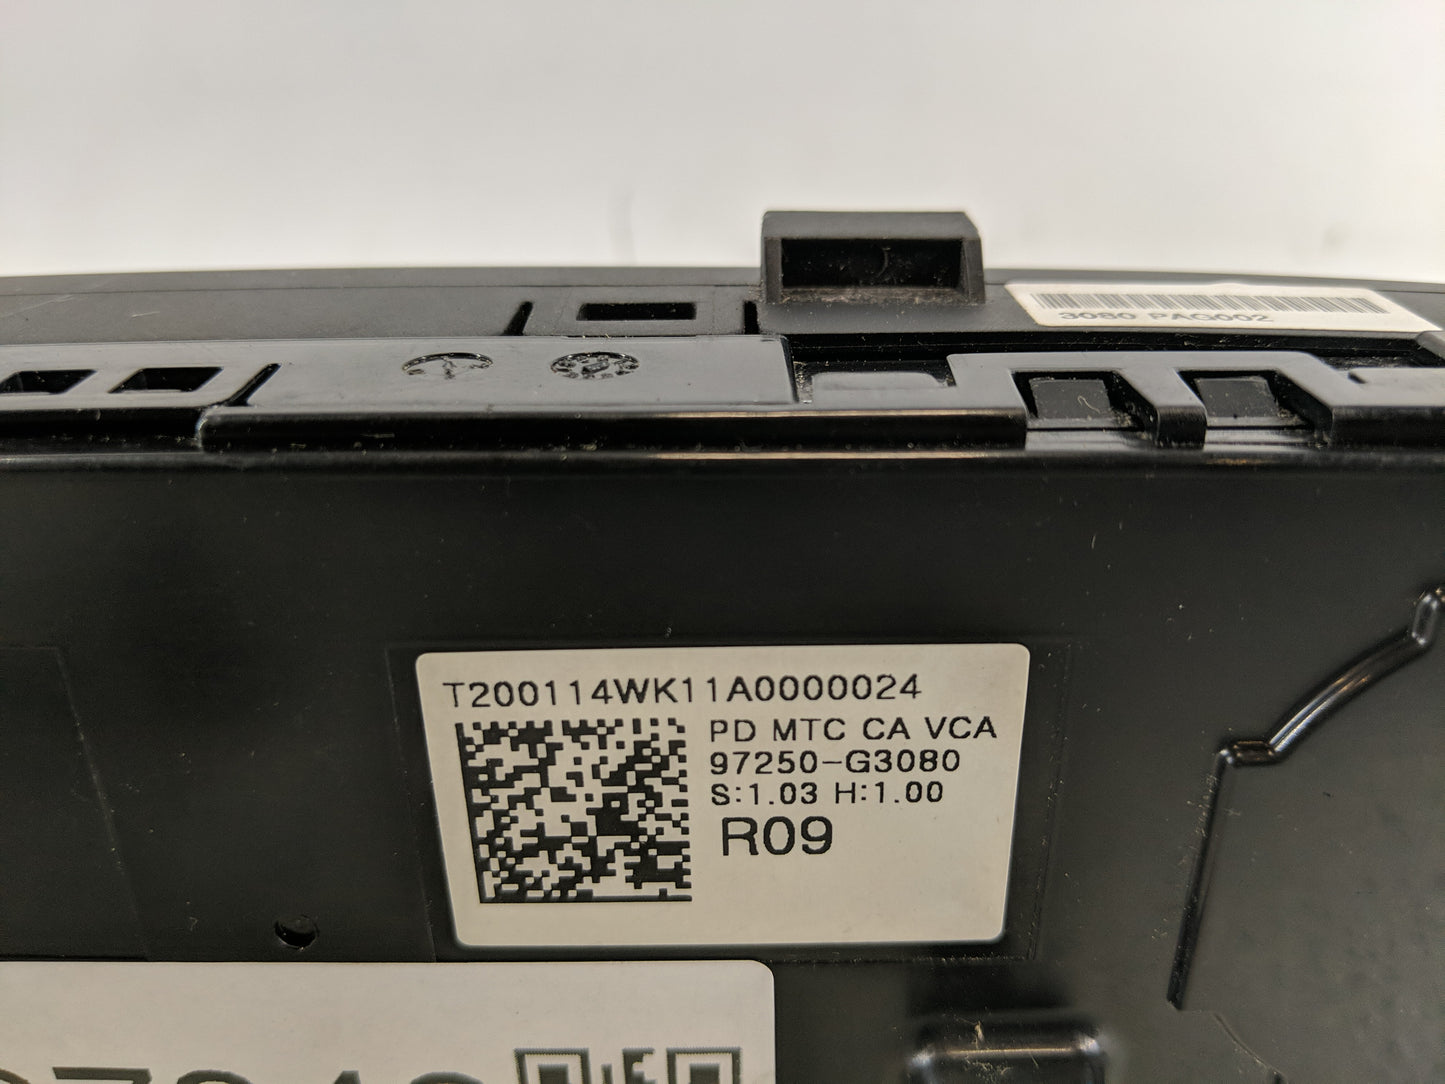 3080 PAG002
T200114WK11A0000024
PD MTC CA VCA
97250-G3080
S:1.03 H:1.00
R09